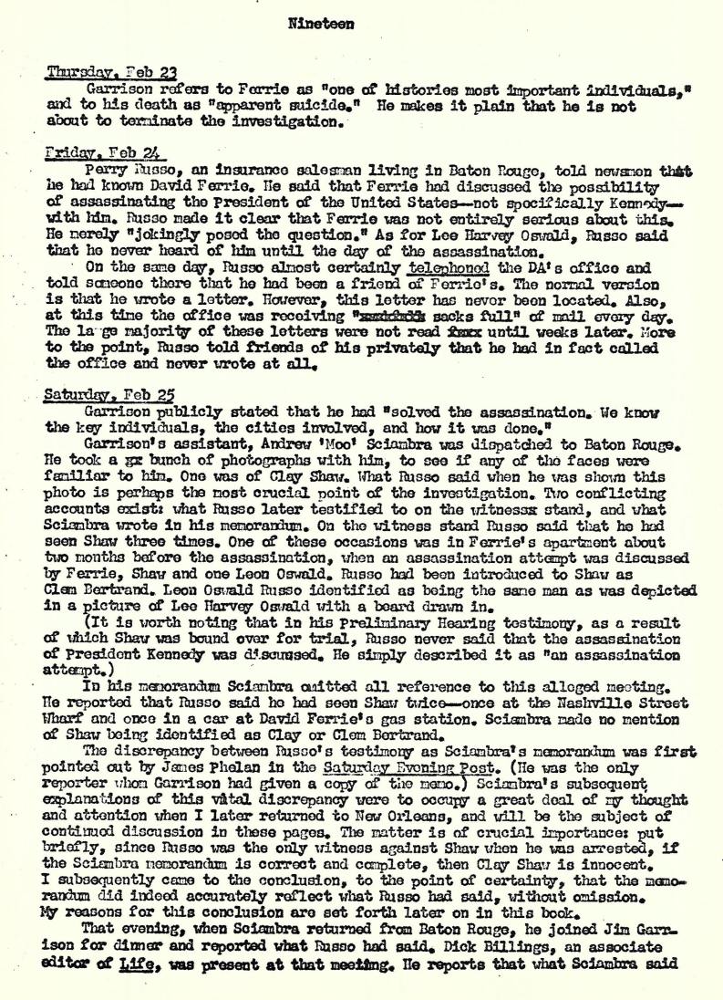 Nineteen
Thursday, Feb 23
Garrison refers to Ferrie as "one of histories most important individuals,"
and to his death as "apparent suicide." He makes it plain that he is not
about to terminate the investigation.
Friday, Feb 24
Perry Russo, an insurance salesman living in Baton Rouge, told newsmen that
he had known David Ferrie. He said that Ferrie had discussed the possibility
of assassinating the President of the United States—not specifically Kennedy—
with him. Russo made it clear that Ferrie was not entirely serious about this.
He merely "jokingly posed the question." As for Lee Harvey Oswald, Russo said
that he never heard of him until the day of the assassination.
On the same day, Russo almost certainly telephoned the DA's office and
told someone there that he had been a friend of Ferrie's. The normal version
is that he wrote a letter. However, this letter has never been located. Also,
at this time the office was receiving " sacks full" of mail every day.
The la ge majority of these letters were not read until weeks later. More
to the point, Russo told friends of his privately that he had in fact called
the office and never wrote at all.
Saturday, Feb 25
Garrison publicly stated that he had "solved the assassination. We know
the key individuals, the cities involved, and how it was done."
Garrison's assistant, Andrew 'Moo' Sciambra was dispatched to Baton Rouge.
He took a gx bunch of photographs with him, to see if any of the faces were
familiar to him. One was of Clay Shaw. What Russo said when he was shown this
photo is perhaps the most crucial point of the investigation. Two conflicting
accounts exist: what Russo later testified to on the witnessx stand, and what
Sciambra wrote in his memorandum. On the witness stand Russo said that he had
seen Shaw three times. One of these occasions was in Ferrie's apartment about
two months before the assassination, when an assassination attempt was discussed
by Ferrie, Shaw and one Leon Oswald. Russo had been introduced to Shaw as
Clem Bertrand. Leon Oswald Russo identified as being the same man as was depicted
in a picture of Lee Harvey Oswald with a beard drawn in.
(It is worth noting that in his Preliminary Hearing testimony, as a result
of which Shaw was bound over for trial, Russo never said that the assassination
of President Kennedy was discussed. He simply described it as "an assassination
attempt.)
In his memorandum Sciambra omitted all reference to this alleged meeting.
He reported that Russo said he had seen Shaw twice—once at the Nashville Street
Wharf and once in a car at David Ferrie's gas station. Sciambra made no mention
of Shaw being identified as Clay or Clem Bertrand.
The discrepancy between Russo's testimony as Sciambra's memorandum was first
pointed out by James Phelan in the Saturday Evening Post. (He was the only
reporter whom Garrison had given a copy of the memo.) Sciambra's subsequent
explanations of this vital discrepancy were to occupy a great deal of my thought
and attention when I later returned to New Orleans, and will be the subject of
continued discussion in these pages. The matter is of crucial importance: put
briefly, since Russo was the only witness against Shaw when he was arrested, if
the Sciambra memorandum is correct and complete, then Clay Shaw is innocent.
I subsequently came to the conclusion, to the point of certainty, that the memo-
randum did indeed accurately reflect what Russo had said, without omission.
My reasons for this conclusion are set forth later on in this book.
That evening, when Sciambra returned from Baton Rouge, he joined Jim Garr-
ison for dinner and reported what Russo had said. Dick Billings, an associate
editor of Life, was present at that meeting. He reports that what Sciambra said